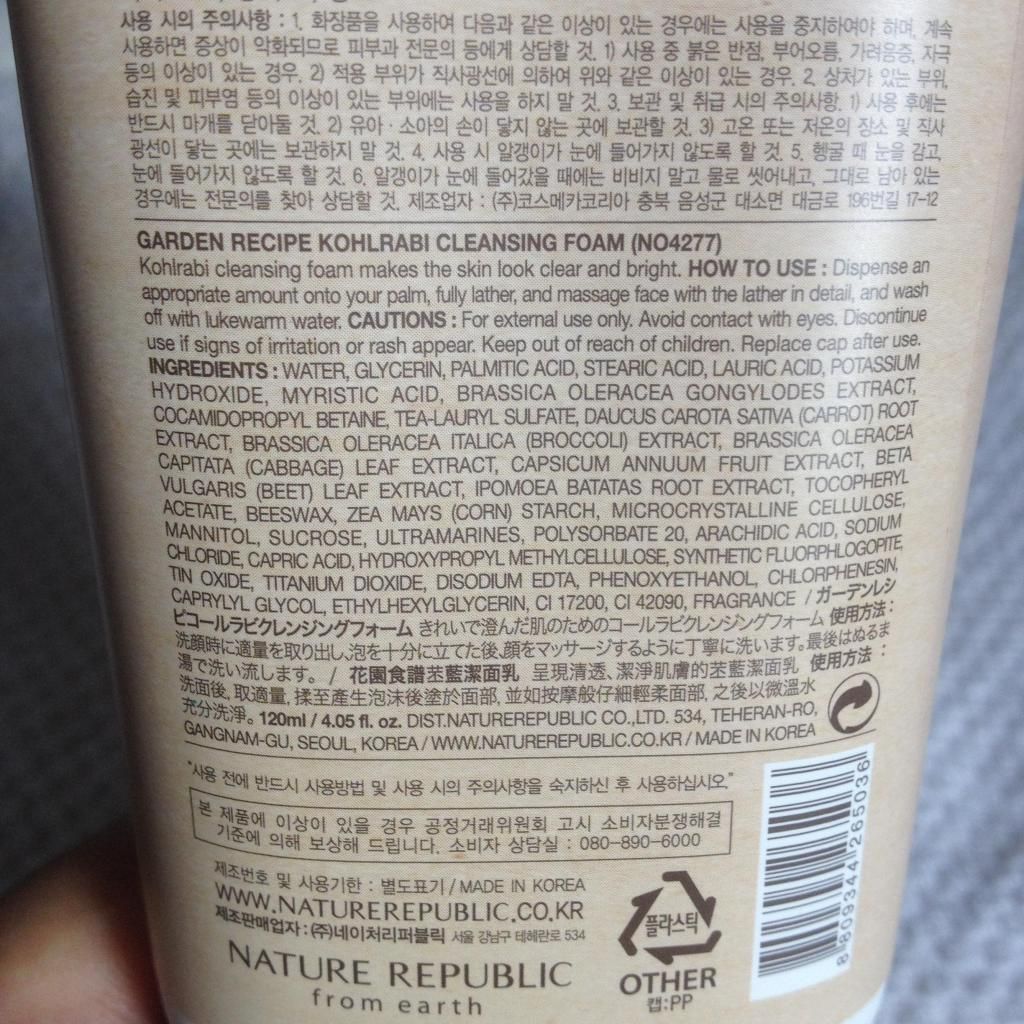 사용 시의 주의사항 : 1. 화장품을 사용하여 다음과 같은 이상이 있는 경우에는 사용을 중지하여야 하며, 계속
사용하면 증상이 악화되므로 피부과 전문의 등에게 상담할 것. 1) 사용 중 붉은 반점, 부어오름, 가려움증, 자극
등의 이상이 있는 경우. 2) 적용 부위가 직사광선에 의하여 위와 같은 이상이 있는 경우. 2. 상처가 있는 부위,
습진 및 피부염 등의 이상이 있는 부위에는 사용을 하지 말 것. 3. 보관 및 취급 시의 주의사항. 1) 사용 후에는
반드시 마개를 닫아둘 것. 2) 유아·소아의 손이 닿지 않는 곳에 보관할 것. 3) 고온 또는 저온의 장소 및 직사
광선이 닿는 곳에는 보관하지 말 것. 4. 사용 시 알갱이가 눈에 들어가지 않도록 할 것. 5. 헹굴 때 눈을 감고,
눈에 들어가지 않도록 할 것. 6. 알갱이가 눈에 들어갔을 때에는 비비지 말고 물로 씻어내고, 그대로 남아 있는
경우에는 전문의를 찾아 상담할 것. 제조업자 : (주)코스메카코리아 충북 음성군 대소면 대금로 196번길 17-12
GARDEN RECIPE KOHLRABI CLEANSING FOAM (NO4277)
Kohlrabi cleansing foam makes the skin look clear and bright. HOW TO USE : Dispense an
appropriate amount onto your palm, fully lather, and massage face with the lather in detail, and wash
off with lukewarm water. CAUTIONS : For external use only. Avoid contact with eyes. Discontinue
use if signs of irritation or rash appear. Keep out of reach of children. Replace cap after use.
INGREDIENTS : WATER, GLYCERIN, PALMITIC ACID, STEARIC ACID, LAURIC ACID, POTASSIUM
HYDROXIDE, MYRISTIC ACID, BRASSICA OLERACEA GONGYLODES EXTRACT,
COCAMIDOPROPYL BETAINE, TEA-LAURYL SULFATE, DAUCUS CAROTA SATIVA (CARROT) ROOT
EXTRACT, BRASSICA OLERACEA ITALICA (BROCCOLI) EXTRACT, BRASSICA OLERACEA
CAPITATA (CABBAGE) LEAF EXTRACT, CAPSICUM ANNUUM FRUIT EXTRACT, BETA
VULGARIS (BEET) LEAF EXTRACT, IPOMOEA BATATAS ROOT EXTRACT, TOCOPHERYL
ACETATE, BEESWAX, ZEA MAYS (CORN) STARCH, MICROCRYSTALLINE CELLULOSE,
MANNITOL, SUCROSE, ULTRAMARINES, POLYSORBATE 20, ARACHIDIC ACID, SODIUM
CHLORIDE, CAPRIC ACID, HYDROXYPROPYL METHYLCELLULOSE, SYNTHETIC FLUORPHLOGOPITE,
TIN OXIDE, TITANIUM DIOXIDE, DISODIUM EDTA, PHENOXYETHANOL, CHLORPHENESIN,
CAPRYLYL GLYCOL, ETHYLHEXYLGLYCERIN, CI 17200, CI 42090, FRAGRANCE / ガーデンレシ
ピコールラビクレンジングフォーム きれいで澄んだ肌のためのコールラビクレンジングフォーム 使用方法 :
洗顔時に適量を取り出し、泡を十分に立てた後、顔をマッサージするように丁寧に洗います。最後はぬるま
湯で洗い流します。 / 花園食譜苤藍潔面乳 呈現清透、潔淨肌膚的苤藍潔面乳 使用方法 :
洗面後, 取適量, 揉至產生泡沫後塗於面部, 並如按摩般仔細輕柔面部, 之後以微溫水
充分洗淨。 120ml / 4.05 fl. oz. DIST.NATUREREPUBLIC CO.,LTD. 534, TEHERAN-RO,
GANGNAM-GU, SEOUL, KOREA / WWW.NATUREREPUBLIC.CO.KR / MADE IN KOREA
"사용 전에 반드시 사용방법 및 사용 시의 주의사항을 숙지하신 후 사용하십시오."
본 제품에 이상이 있을 경우 공정거래위원회 고시 소비자분쟁해결
기준에 의해 보상해 드립니다. 소비자 상담실 : 080-890-6000
제조번호 및 사용기한 : 별도표기 / MADE IN KOREA
WWW.NATUREREPUBLIC.CO.KR
제조판매업자 : (주)네이처리퍼블릭 서울 강남구 테헤란로 534
NATURE REPUBLIC
from earth
플라스틱
OTHER
캡:PP
8 809344 265036